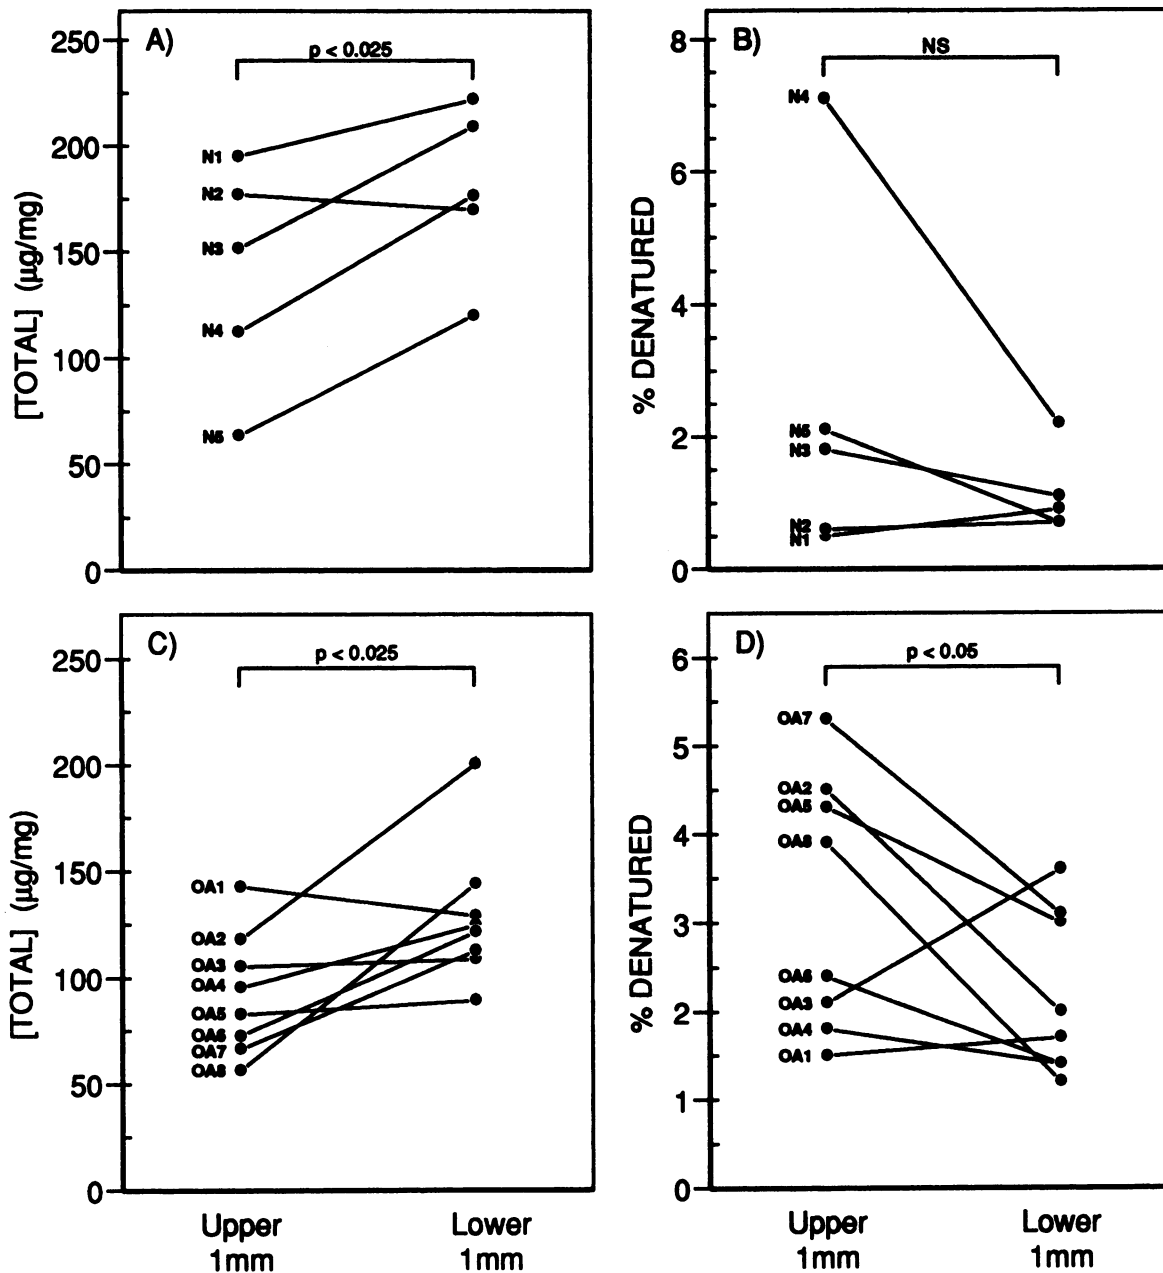 A)
p < 0.025
250
200
150
100
50
0
[TOTAL] (µg/mg)
N1
N2
N3
N4
N5
B)
NS
8
6
4
2
0
% DENATURED
N4
N5
N3
N2
N1
C)
p < 0.025
250
200
150
100
50
0
[TOTAL] (µg/mg)
OA1
OA2
OA3
OA4
OA5
OA6
OA7
OA8
Upper
1mm
Lower
1mm
D)
p < 0.05
6
5
4
3
2
1
0
% DENATURED
OA7
OA2
OA5
OA8
OA6
OA3
OA4
OA1
Upper
1mm
Lower
1mm